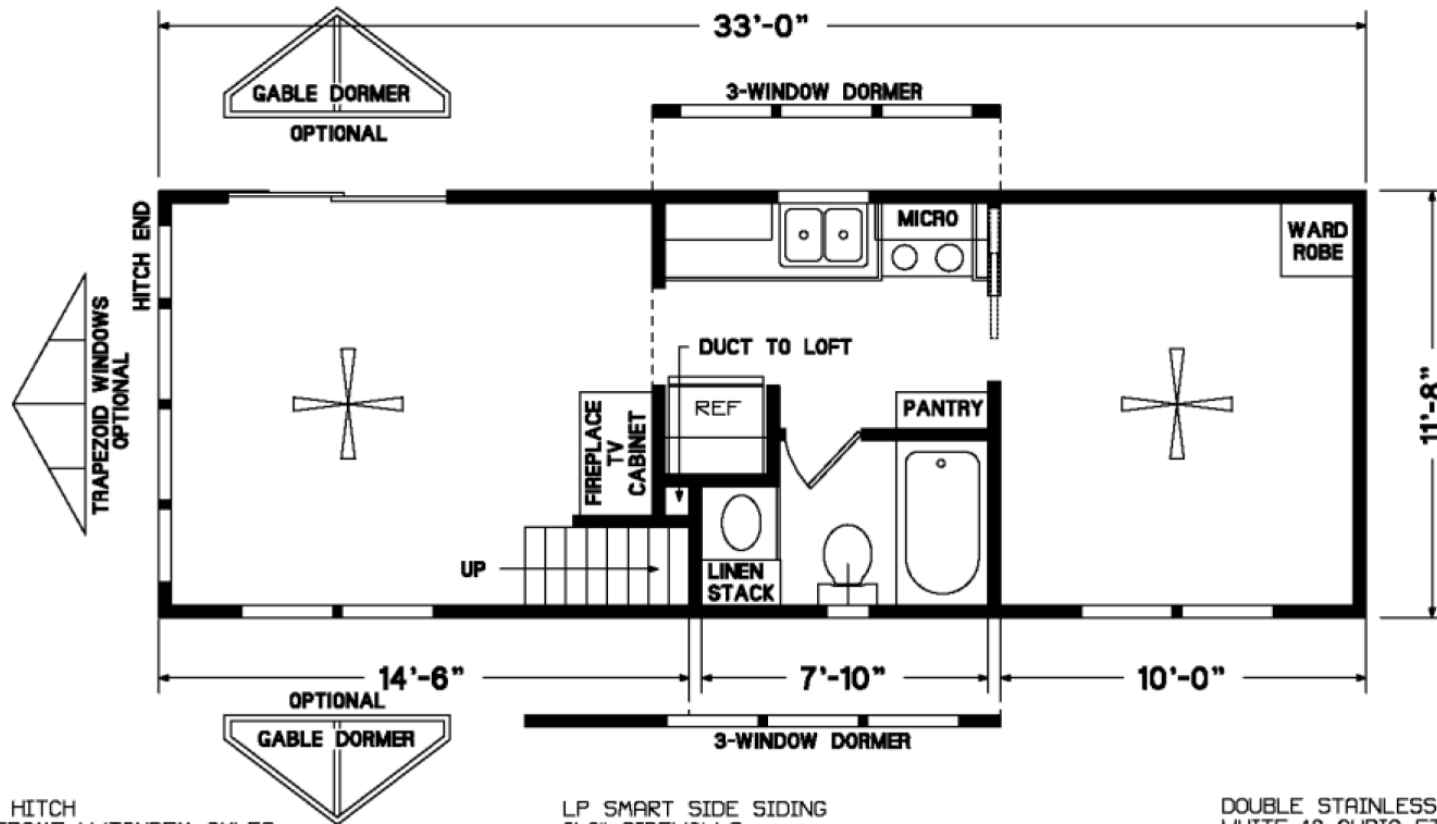 33'-0"
GABLE DORMER
OPTIONAL
3-WINDOW DORMER
HITCH END
MICRO
WARD
ROBE
TRAPEZOID WINDOWS
OPTIONAL
DUCT TO LOFT
REF
PANTRY
FIREPLACE
TV
CABINET
11'-8"
UP
LINEN
STACK
14'-6"
7'-10"
10'-0"
OPTIONAL
GABLE DORMER
3-WINDOW DORMER
HITCH
LP SMART SIDE SIDING
DOUBLE STAINLESS